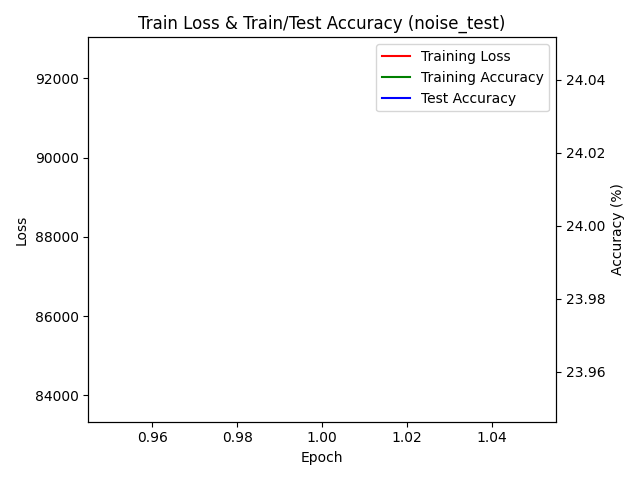 Train Loss & Train/Test Accuracy (noise_test)
Training Loss
Training Accuracy
Test Accuracy
92000
90000
88000
86000
84000
Loss
24.04
24.02
24.00
23.98
23.96
Accuracy (%)
0.96 0.98 1.00 1.02 1.04
Epoch